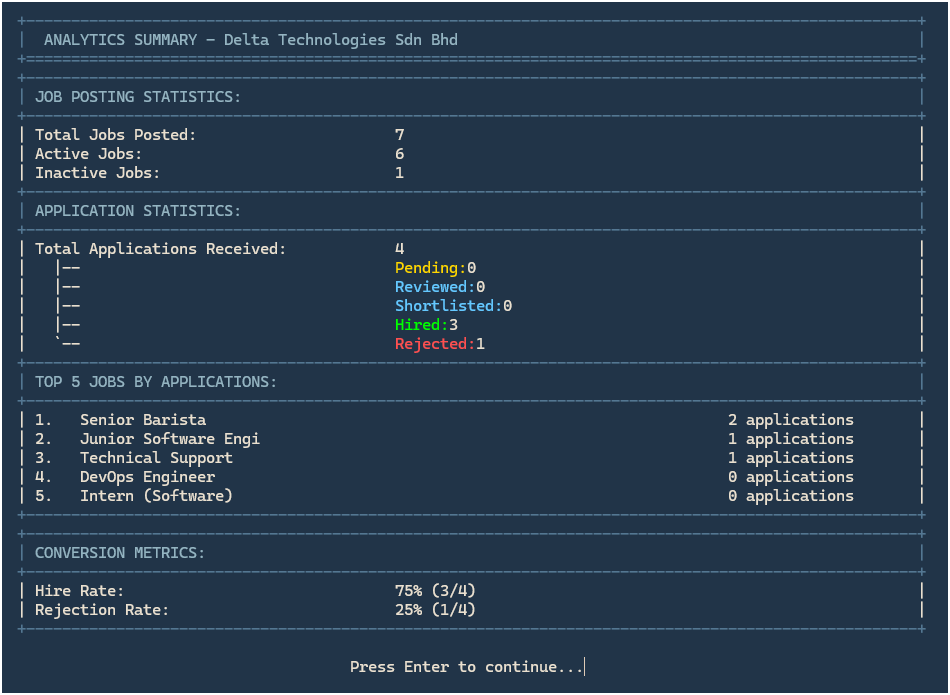 ANALYTICS SUMMARY - Delta Technologies Sdn Bhd
JOB POSTING STATISTICS:
Total Jobs Posted: 7
Active Jobs: 6
Inactive Jobs: 1
APPLICATION STATISTICS:
Total Applications Received: 4
|-- Pending:0
|-- Reviewed:0
|-- Shortlisted:0
|-- Hired:3
`-- Rejected:1
TOP 5 JOBS BY APPLICATIONS:
1. Senior Barista 2 applications
2. Junior Software Engi 1 applications
3. Technical Support 1 applications
4. DevOps Engineer 0 applications
5. Intern (Software) 0 applications
CONVERSION METRICS:
Hire Rate: 75% (3/4)
Rejection Rate: 25% (1/4)
Press Enter to continue...